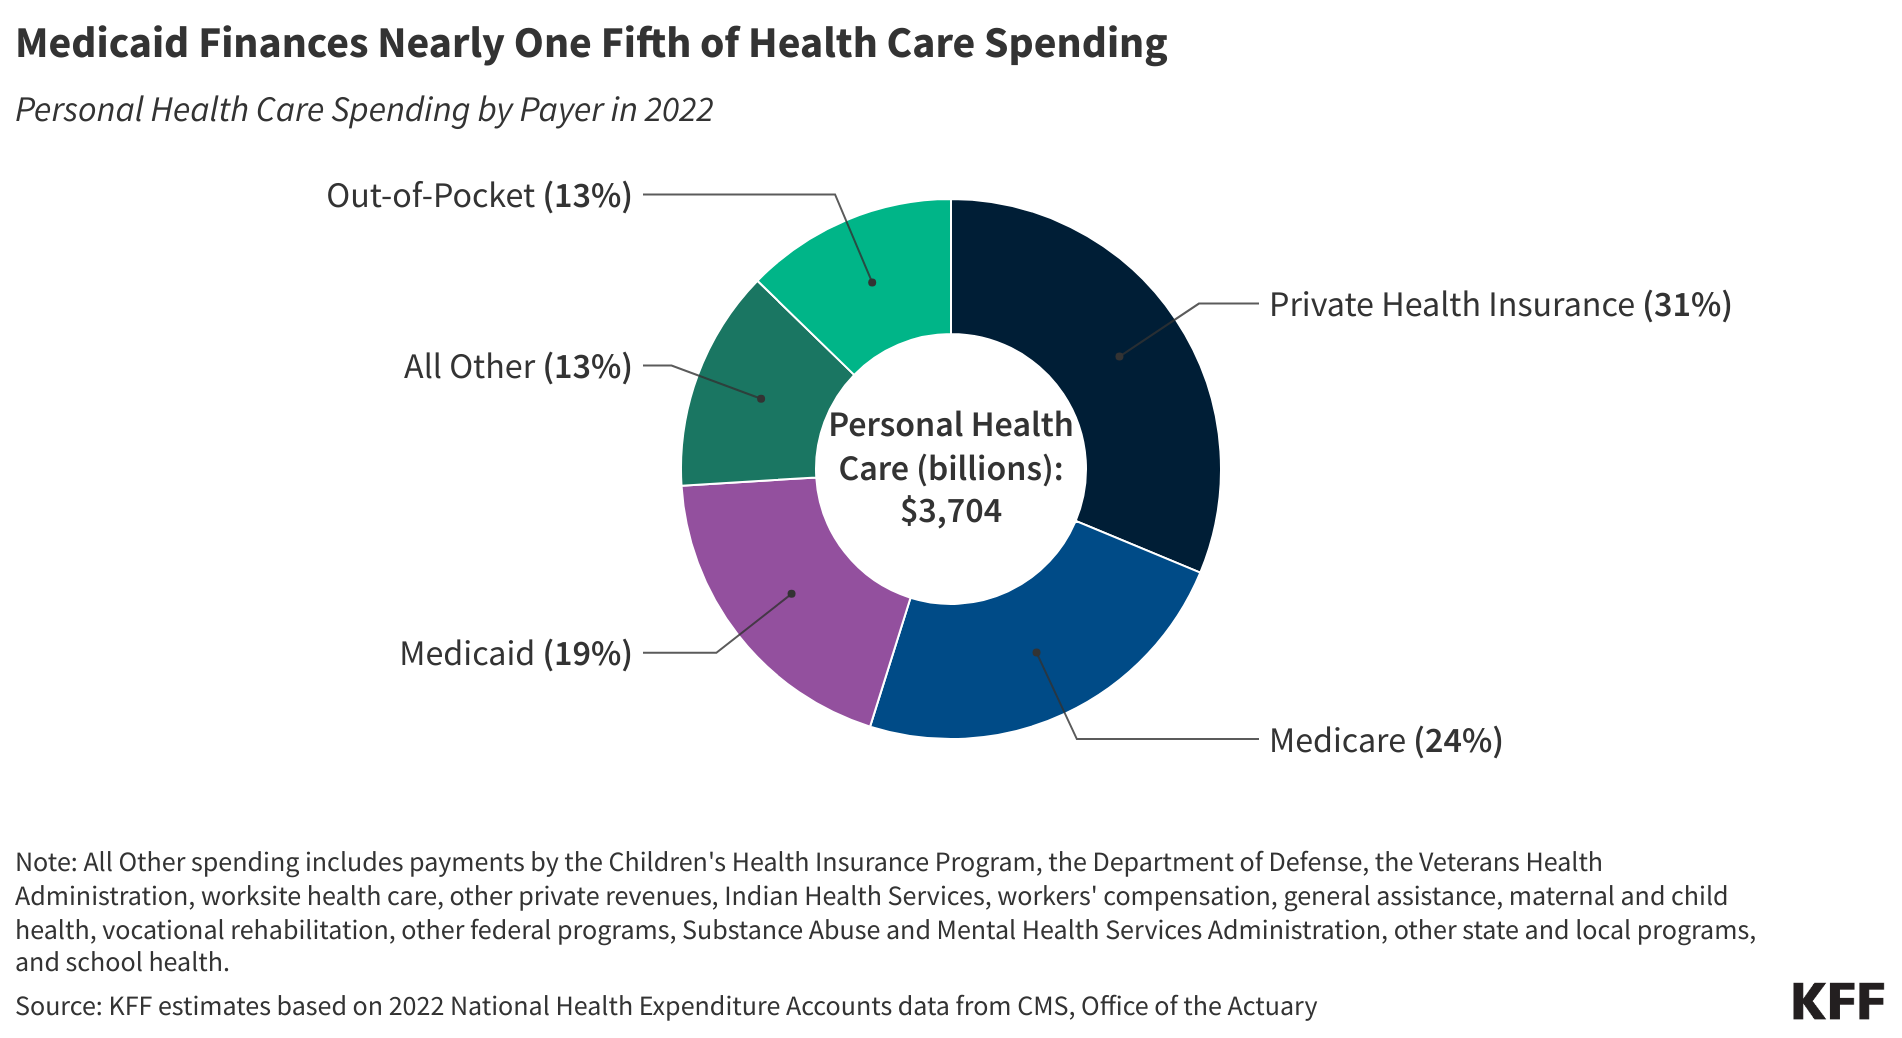 Medicaid Finances Nearly One Fifth of Health Care Spending
Personal Health Care Spending by Payer in 2022
Out-of-Pocket (13%)
Private Health Insurance (31%)
All Other (13%)
Personal Health
Care (billions):
$3,704
Medicaid (19%)
Medicare (24%)
Note: All Other spending includes payments by the Children's Health Insurance Program, the Department of Defense, the Veterans Health
Administration, worksite health care, other private revenues, Indian Health Services, workers' compensation, general assistance, maternal and child
health, vocational rehabilitation, other federal programs, Substance Abuse and Mental Health Services Administration, other state and local programs,
and school health.
Source: KFF estimates based on 2022 National Health Expenditure Accounts data from CMS, Office of the Actuary
KFF